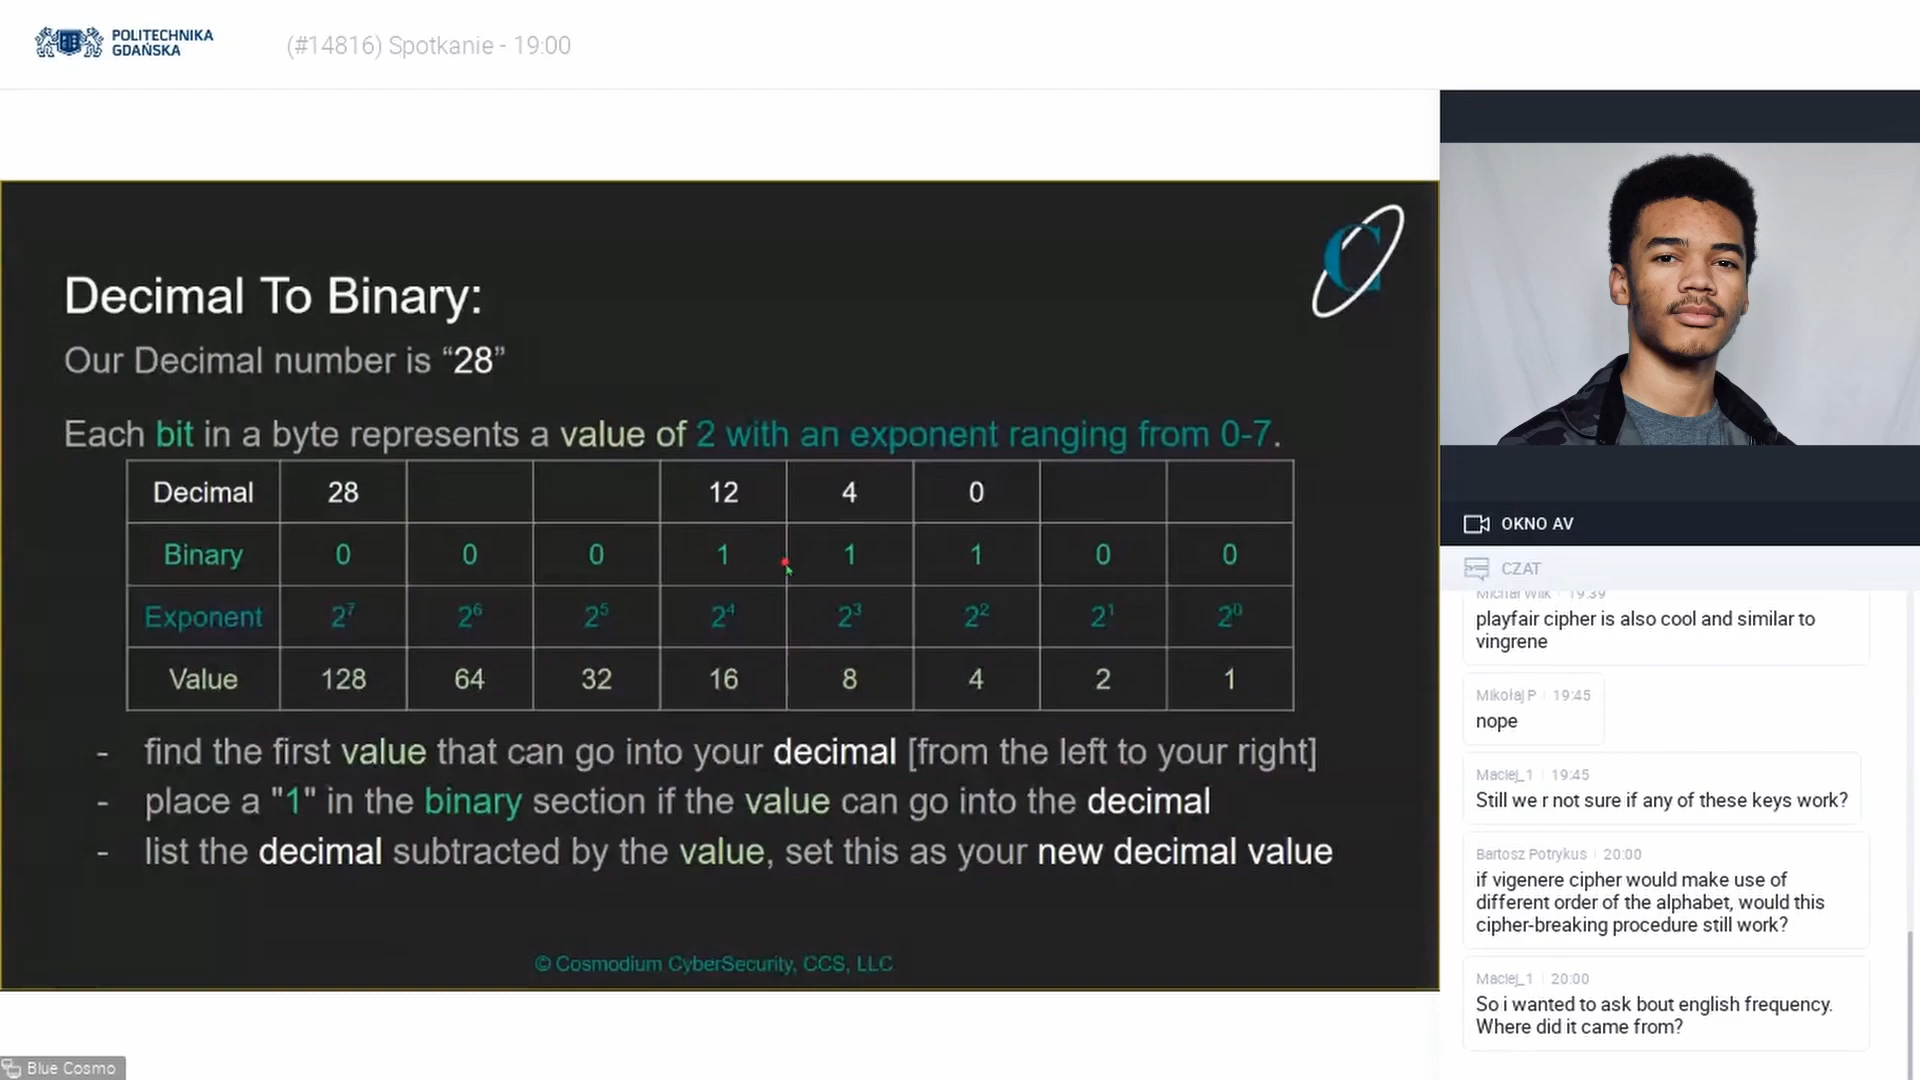 POLITECHNIKA
GDAŃSKA
(#14816) Spotkanie - 19:00
Decimal To Binary:
Our Decimal number is “28”
Each bit in a byte represents a value of 2 with an exponent ranging from 0-7.
Decimal 28 12 4 0
Binary 0 0 0 1 1 1 0 0
Exponent 2⁷ 2⁶ 2⁵ 2⁴ 2³ 2² 2¹ 2⁰
Value 128 64 32 16 8 4 2 1
- find the first value that can go into your decimal [from the left to your right]
- place a "1" in the binary section if the value can go into the decimal
- list the decimal subtracted by the value, set this as your new decimal value
© Cosmodium CyberSecurity, CCS, LLC
Blue Cosmo
OKNO AV
CZAT
Michał Wilk 19:39
playfair cipher is also cool and similar to
vingrene
Mikołaj P 19:45
nope
Maciej_1 19:45
Still we r not sure if any of these keys work?
Bartosz Potrykus 20:00
if vigenere cipher would make use of
different order of the alphabet, would this
cipher-breaking procedure still work?
Maciej_1 20:00
So i wanted to ask bout english frequency.
Where did it came from?